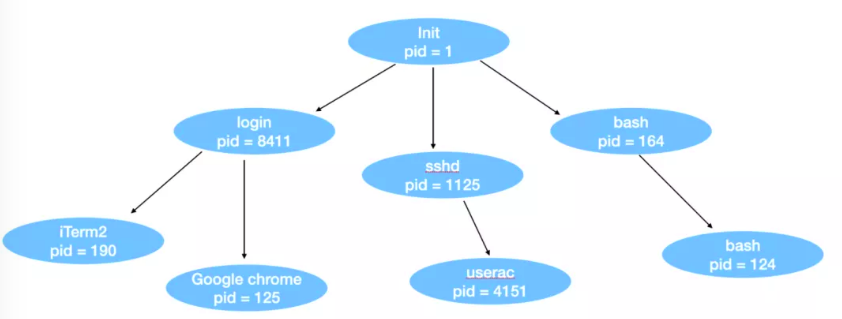 Init
pid = 1
login
pid = 8411
bash
pid = 164
sshd
pid = 1125
iTerm2
pid = 190
Google chrome
pid = 125
userac
pid = 4151
bash
pid = 124